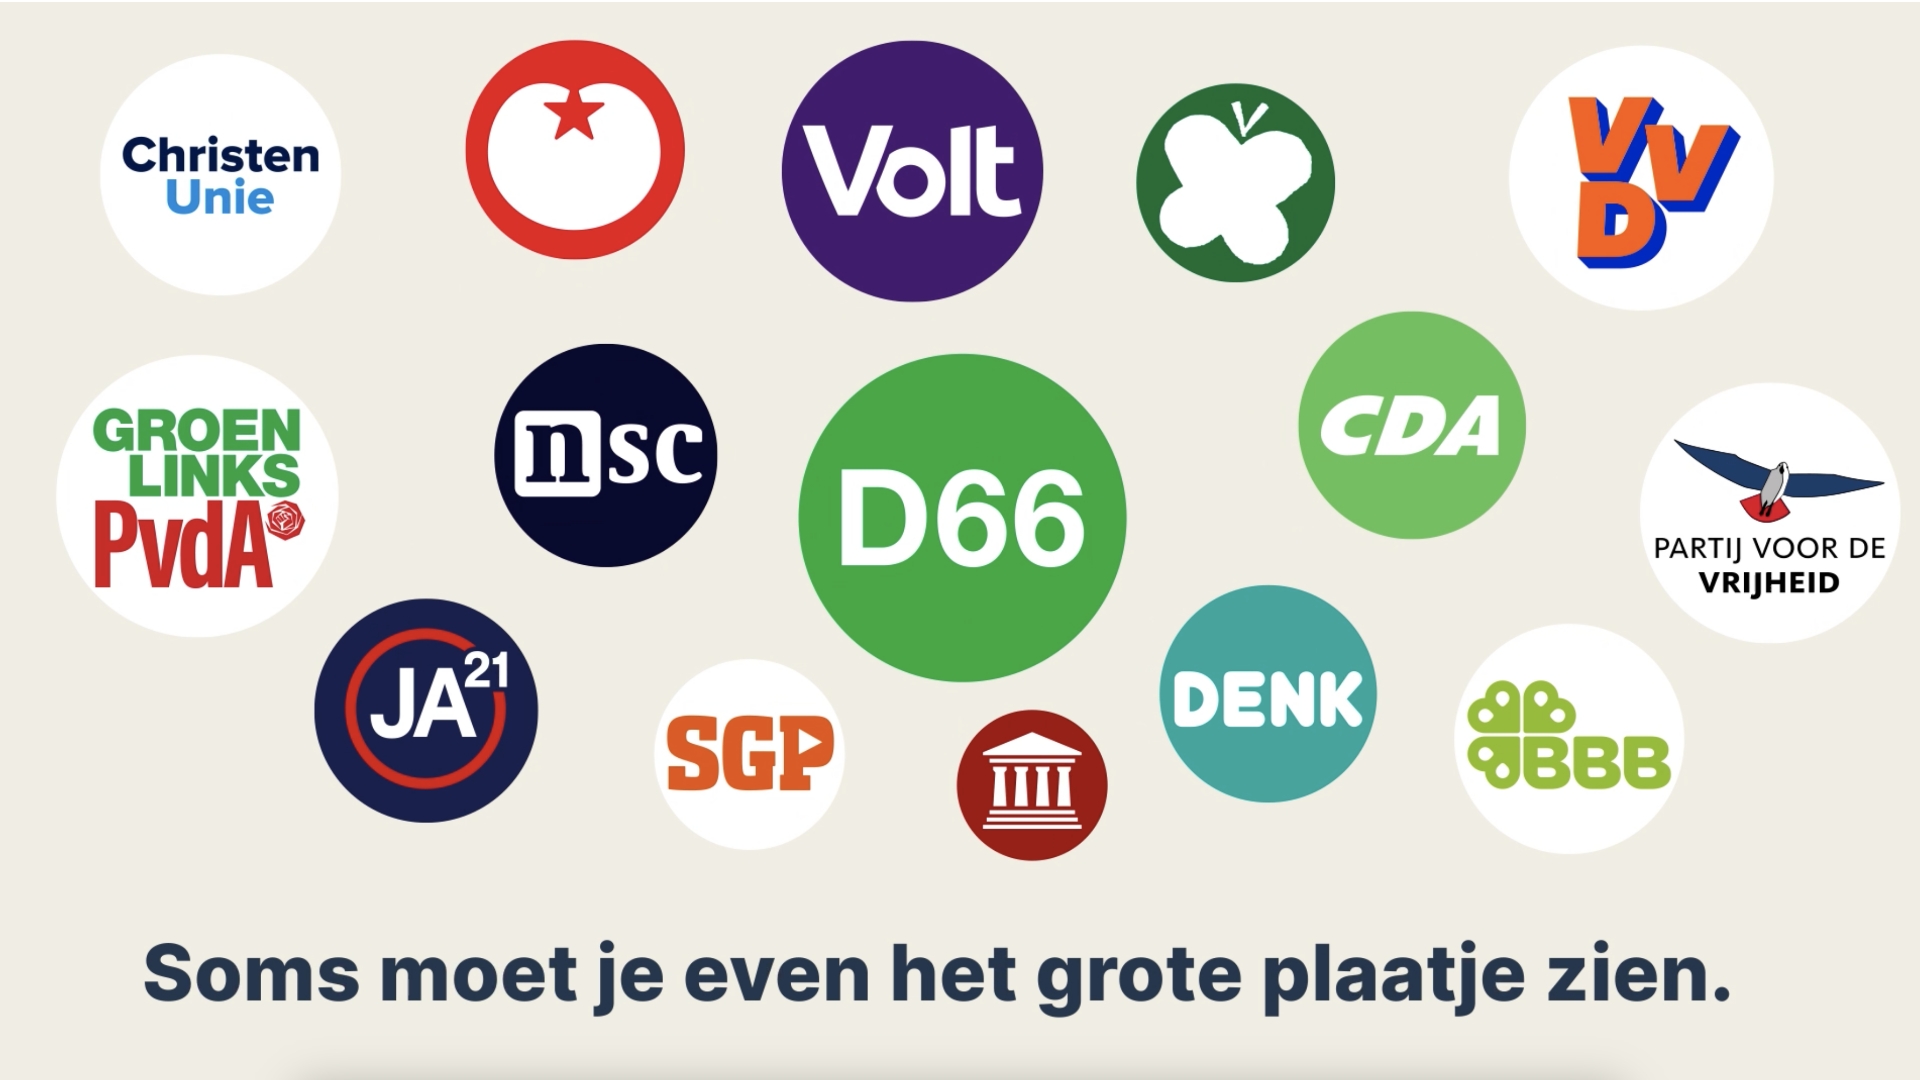 Christen
Unie
Volt
VVD
GROEN
LINKS
PvdA
nsc
D66
CDA
PARTIJ VOOR DE
VRIJHEID
JA21
SGP
DENK
BBB
Soms moet je even het grote plaatje zien.